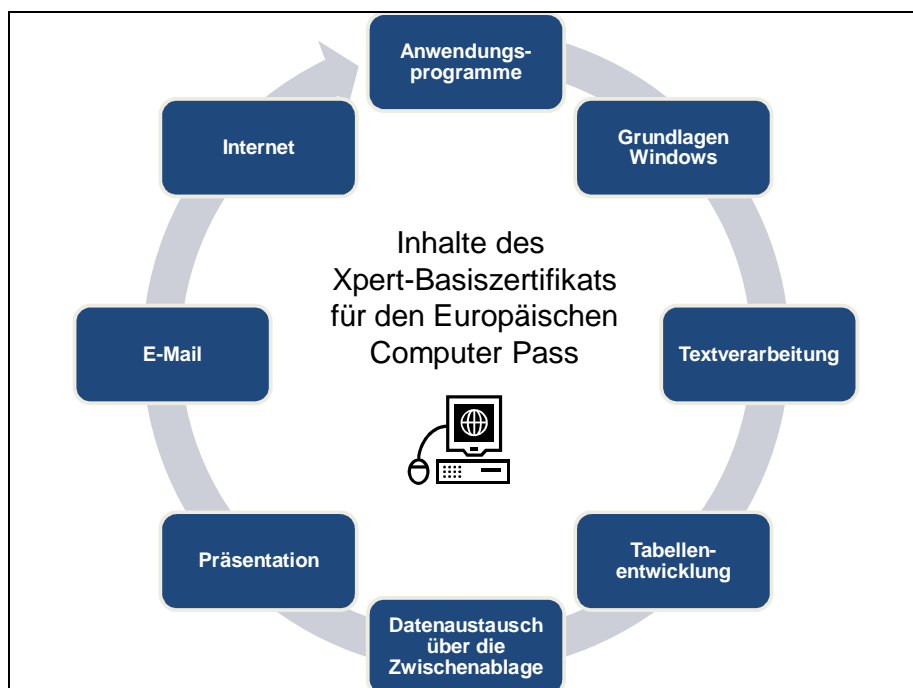 Anwendungs-
programme
Grundlagen
Windows
Textverarbeitung
Tabellen-
entwicklung
Datenaustausch
über die
Zwischenablage
Präsentation
E-Mail
Internet
Inhalte des
Xpert-Basiszertifikats
für den Europäischen
Computer Pass